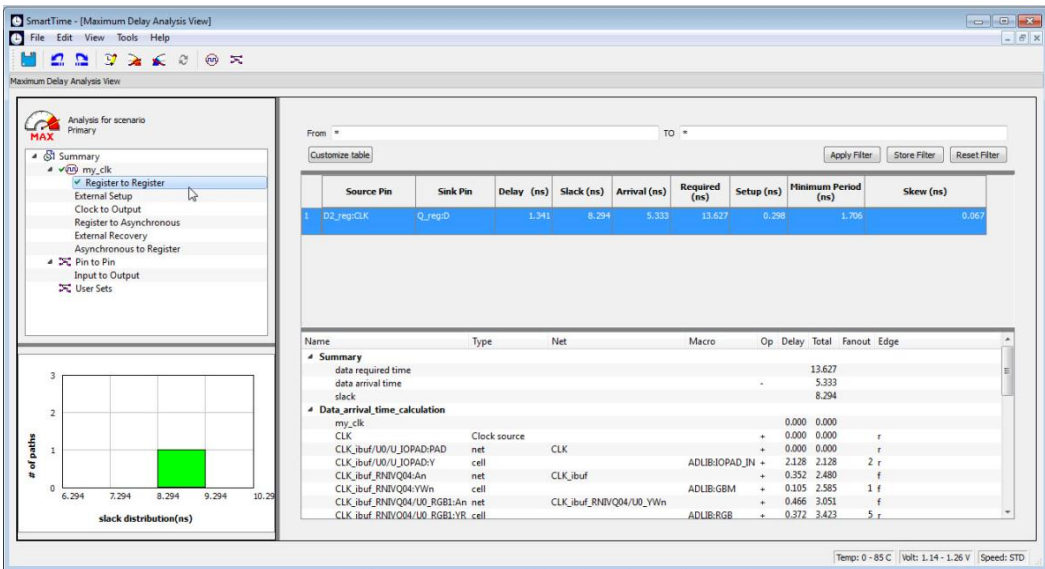 SmartTime - [Maximum Delay Analysis View]
File Edit View Tools Help
Maximum Delay Analysis View
Analysis for scenario
Primary
MAX
Summary
my_clk
Register to Register
External Setup
Clock to Output
Register to Asynchronous
External Recovery
Asynchronous to Register
Pin to Pin
Input to Output
User Sets
# of paths
3
2
1
0
6.294 7.294 8.294 9.294 10.29
slack distribution(ns)
From * TO *
Customize table Apply Filter Store Filter Reset Filter
Source Pin Sink Pin Delay (ns) Slack (ns) Arrival (ns) Required (ns) Setup (ns) Minimum Period (ns) Skew (ns)
1 D2_reg:CLK Q_reg:D 1.341 8.294 5.333 13.627 0.298 1.706 0.067
Name Type Net Macro Op Delay Total Fanout Edge
Summary
data required time 13.627
data arrival time - 5.333
slack 8.294
Data_arrival_time_calculation
my_clk 0.000 0.000
CLK Clock source + 0.000 0.000 r
CLK_ibuf/U0/U_IOPAD:PAD net CLK + 0.000 0.000 r
CLK_ibuf/U0/U_IOPAD:Y cell ADLIB:IOPAD_IN + 2.128 2.128 2 r
CLK_ibuf_RNIVQ04:An net CLK_ibuf + 0.352 2.480 f
CLK_ibuf_RNIVQ04:YWn cell ADLIB:GBM + 0.105 2.585 1 f
CLK_ibuf_RNIVQ04/U0_RGB1:An net CLK_ibuf_RNIVQ04/U0_YWn + 0.466 3.051 f
CLK_ibuf_RNIVQ04/U0_RGB1:YR cell ADLIB:RGB + 0.372 3.423 5 r
Temp: 0 - 85 C Volt: 1.14 - 1.26 V Speed: STD